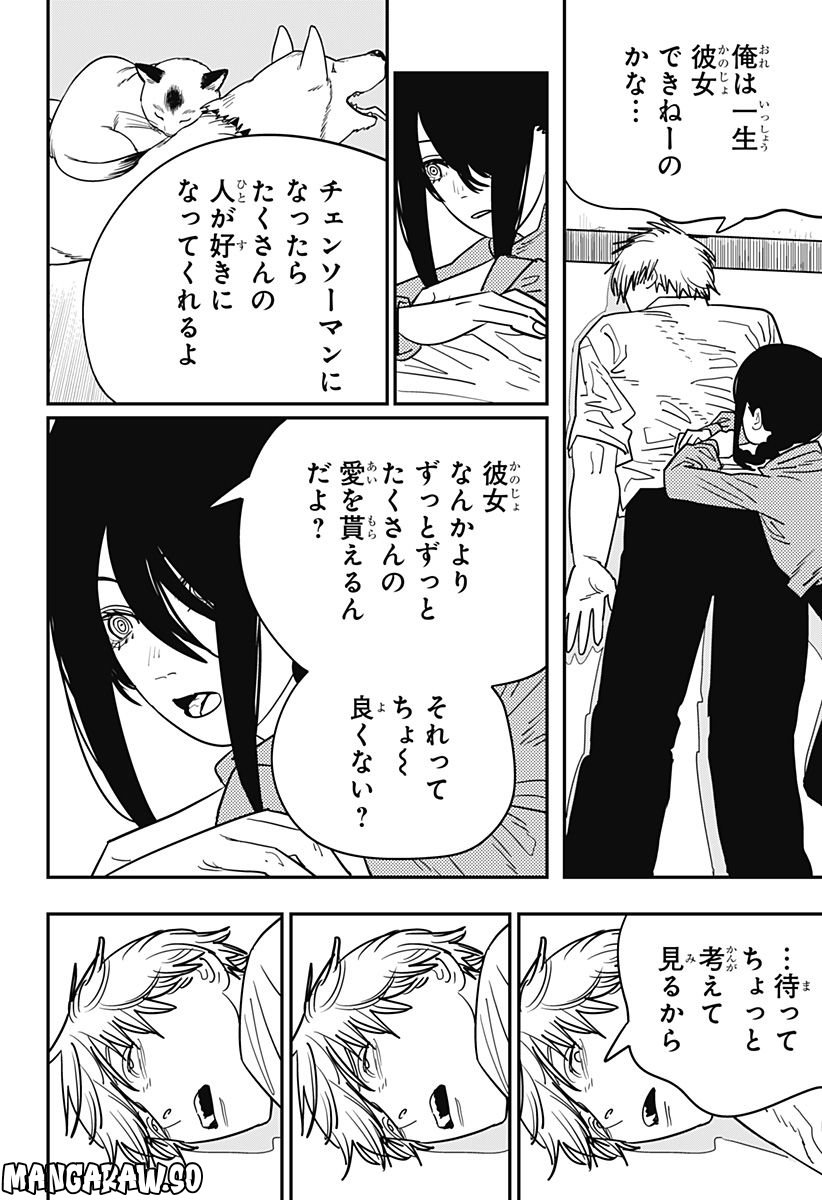 俺は一生
彼女
できねーの
かな…
チェンソーマンに
なったら
たくさんの
人が好きに
なってくれるよ
彼女
なんかより
ずっとずっと
たくさんの
愛を貰えるん
だよ?
それって
ちょ〜
良くない?
…待って
ちょっと
考えて
見るから
MANGARAW.SO